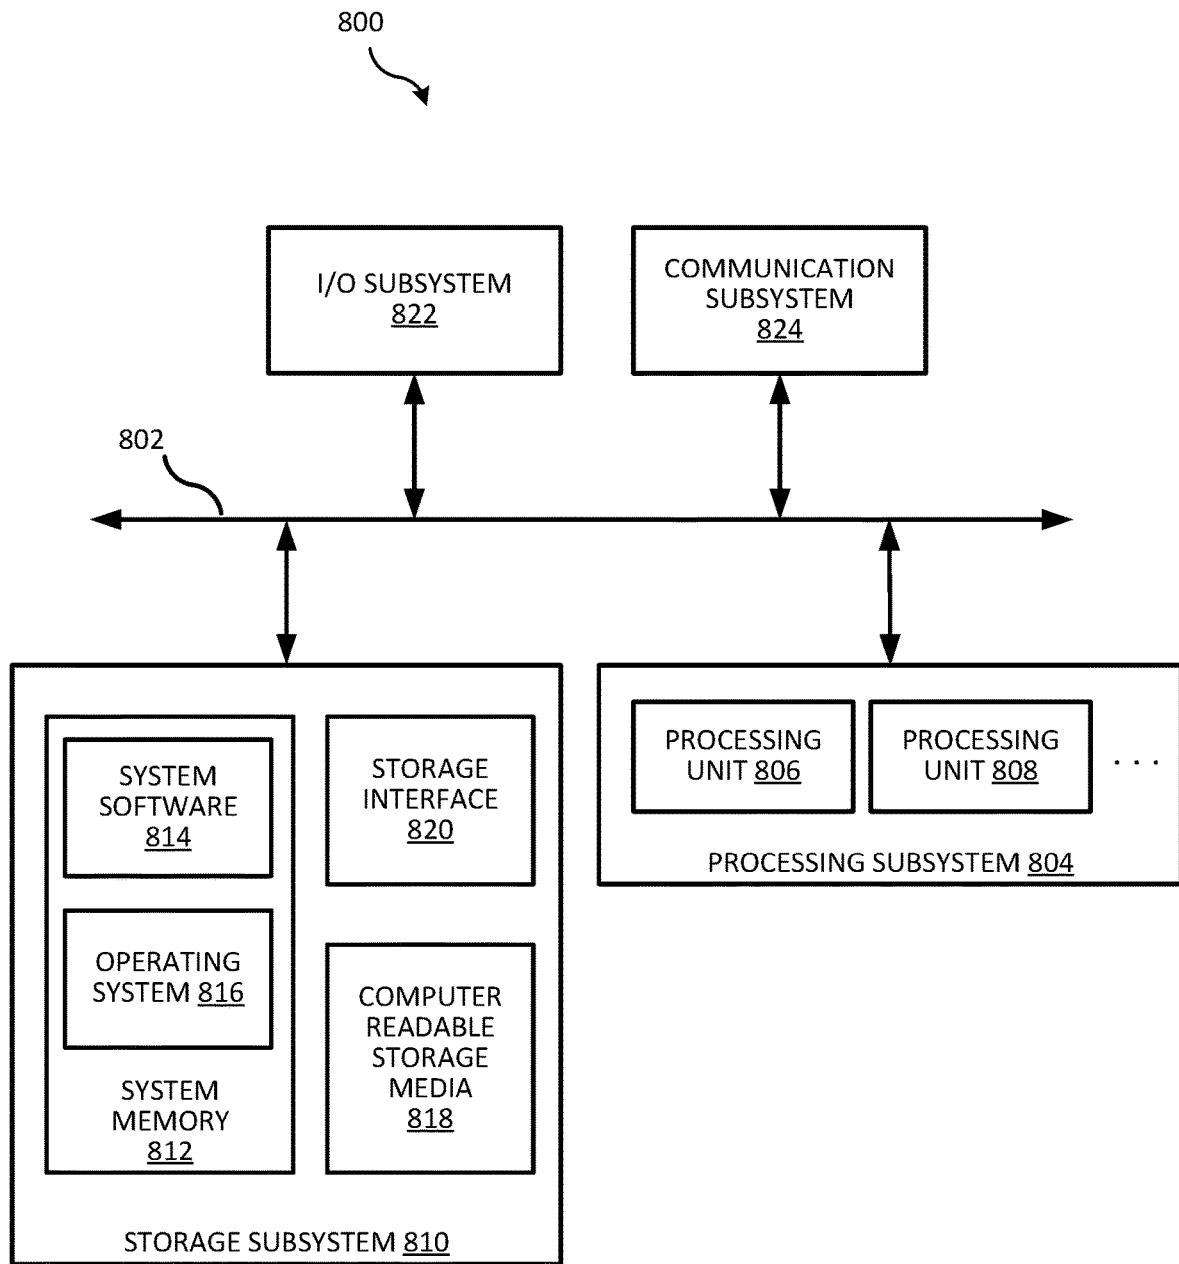 800
I/O SUBSYSTEM
822
COMMUNICATION
SUBSYSTEM
824
802
SYSTEM
SOFTWARE
814
OPERATING
SYSTEM 816
SYSTEM
MEMORY
812
STORAGE
INTERFACE
820
COMPUTER
READABLE
STORAGE
MEDIA
818
STORAGE SUBSYSTEM 810
PROCESSING
UNIT 806
PROCESSING
UNIT 808
. . .
PROCESSING SUBSYSTEM 804